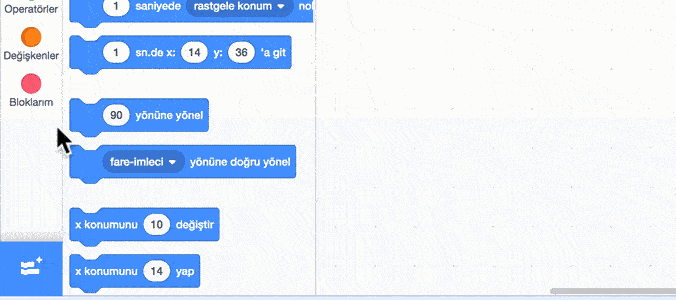 Operatörler
Değişkenler
Bloklarım
1 saniyede rastgele konum
1 sn.de x: 14 y: 36 'a git
90 yönüne yönel
fare-imleci yönüne doğru yönel
x konumunu 10 değiştir
x konumunu 14 yap